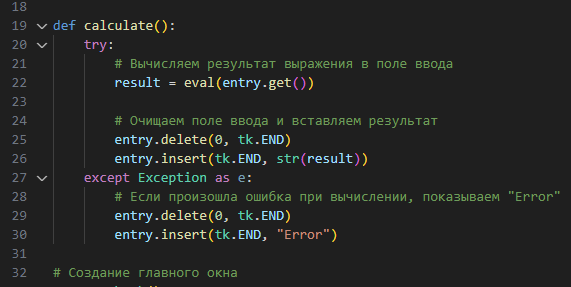 18
19 def calculate():
20     try:
21         # Вычисляем результат выражения в поле ввода
22         result = eval(entry.get())
23
24         # Очищаем поле ввода и вставляем результат
25         entry.delete(0, tk.END)
26         entry.insert(tk.END, str(result))
27     except Exception as e:
28         # Если произошла ошибка при вычислении, показываем "Error"
29         entry.delete(0, tk.END)
30         entry.insert(tk.END, "Error")
31
32 # Создание главного окна